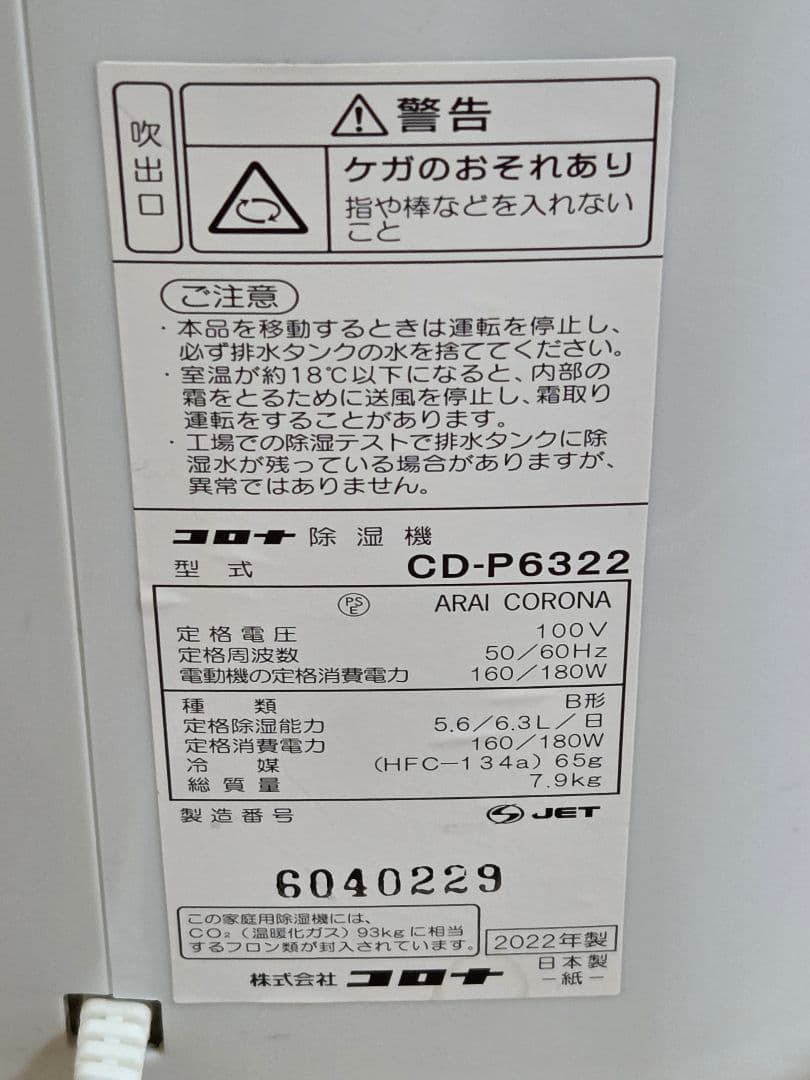 吹出口
警告
ケガのおそれあり
指や棒などを入れない
こと
ご注意
・本品を移動するときは運転を停止し、
必ず排水タンクの水を捨ててください。
・室温が約18℃以下になると、内部の
霜をとるために送風を停止し、霜取り
運転をすることがあります。
・工場での除湿テストで排水タンクに除
湿水が残っている場合がありますが、
異常ではありません。
コロナ 除湿機
型式 CD-P6322
PSE ARAI CORONA
定格電圧 100V
定格周波数 50/60Hz
電動機の定格消費電力 160/180W
種類 B形
定格除湿能力 5.6/6.3L/日
定格消費電力 160/180W
冷媒 (HFC-134a) 65g
総質量 7.9kg
製造番号 JET
6040229
この家庭用除湿機には、
CO₂(温暖化ガス)93kgに相当
するフロン類が封入されています。
2022年製
日本製
株式会社 コロナ -紙-